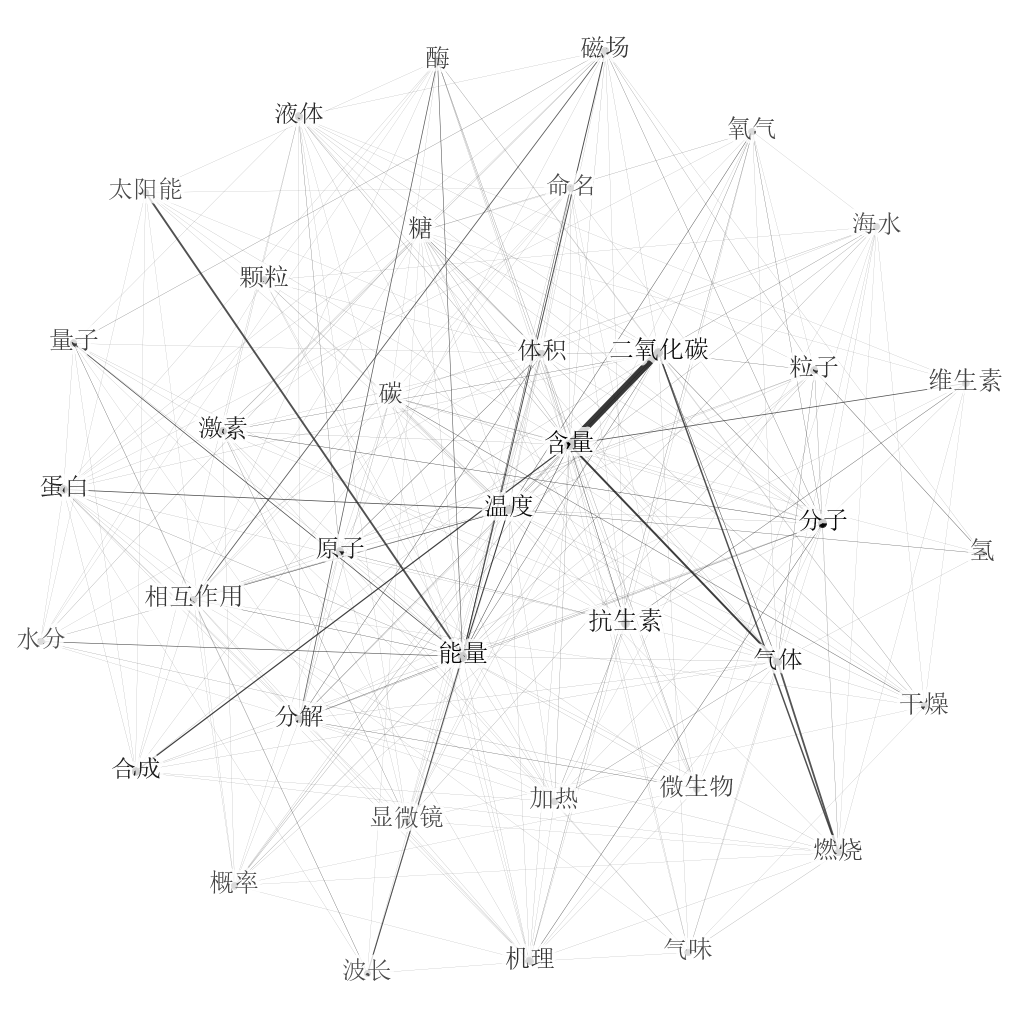 磁场
酶
液体
氧气
太阳能
命名
糖
海水
颗粒
量子
体积
二氧化碳
粒子
维生素
碳
激素
含量
蛋白
温度
分子
原子
氢
相互作用
抗生素
水分
能量
气体
干燥
分解
合成
微生物
加热
显微镜
燃烧
概率
气味
机理
波长